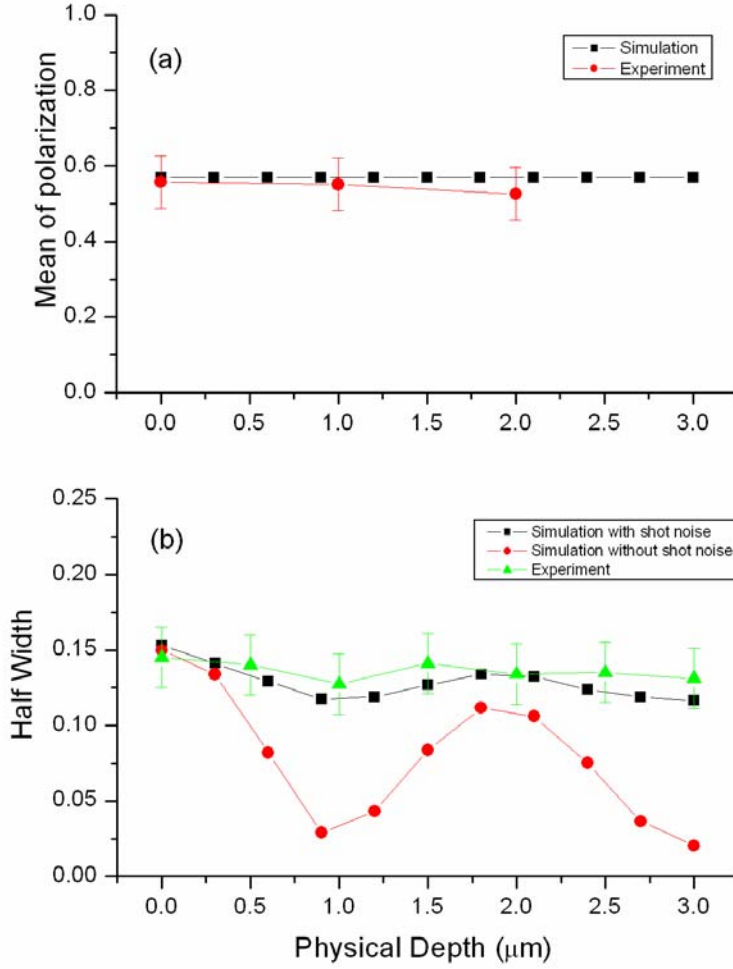 (a)
Simulation
Experiment
Mean of polarization
1.0
0.8
0.6
0.4
0.2
0.0
0.0 0.5 1.0 1.5 2.0 2.5 3.0
(b)
Simulation with shot noise
Simulation without shot noise
Experiment
Half Width
0.25
0.20
0.15
0.10
0.05
0.00
0.0 0.5 1.0 1.5 2.0 2.5 3.0
Physical Depth (μm)